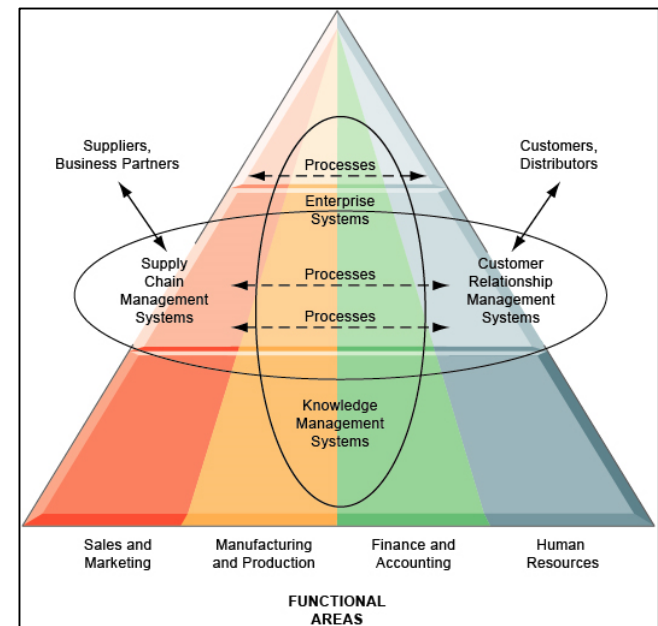 Suppliers,
Business Partners
Customers,
Distributors
Processes
Enterprise
Systems
Supply
Chain
Management
Systems
Processes
Processes
Customer
Relationship
Management
Systems
Knowledge
Management
Systems
Sales and
Marketing
Manufacturing
and Production
Finance and
Accounting
Human
Resources
FUNCTIONAL
AREAS